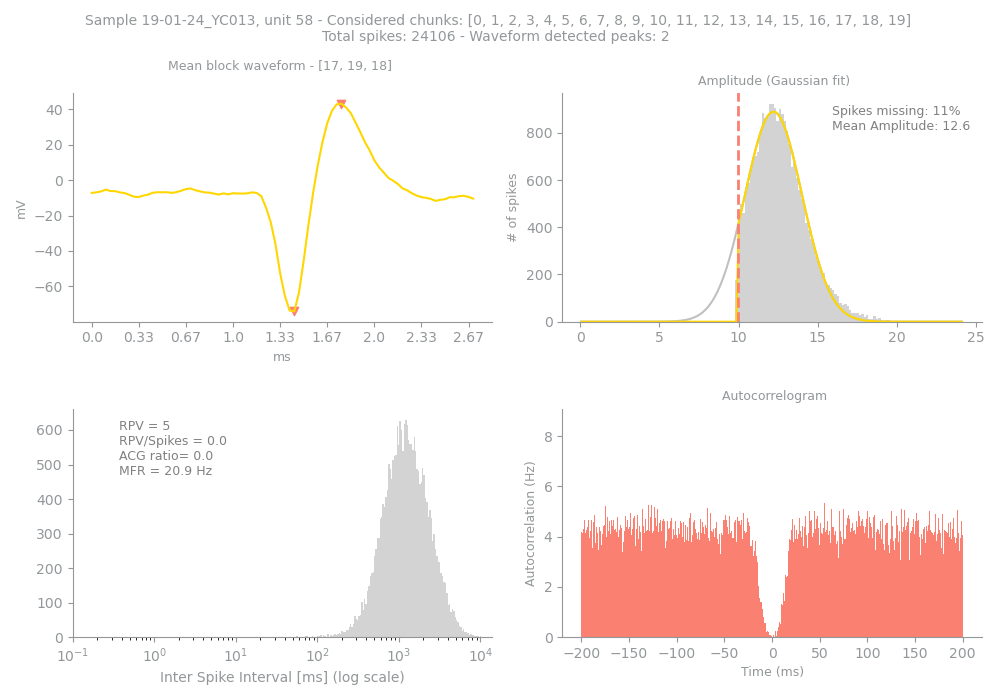 Sample 19-01-24_YC013, unit 58 - Considered chunks: [0, 1, 2, 3, 4, 5, 6, 7, 8, 9, 10, 11, 12, 13, 14, 15, 16, 17, 18, 19]
Total spikes: 24106 - Waveform detected peaks: 2
Mean block waveform - [17, 19, 18]
40
20
0
−20
−40
−60
mV
0.0 0.33 0.67 1.0 1.33 1.67 2.0 2.33 2.67
ms
Amplitude (Gaussian fit)
Spikes missing: 11%
Mean Amplitude: 12.6
800
600
400
200
0
# of spikes
0 5 10 15 20 25
RPV = 5
RPV/Spikes = 0.0
ACG ratio= 0.0
MFR = 20.9 Hz
600
500
400
300
200
100
0
10⁻¹ 10⁰ 10¹ 10² 10³ 10⁴
Inter Spike Interval [ms] (log scale)
Autocorrelogram
8
6
4
2
0
Autocorrelation (Hz)
−200 −150 −100 −50 0 50 100 150 200
Time (ms)